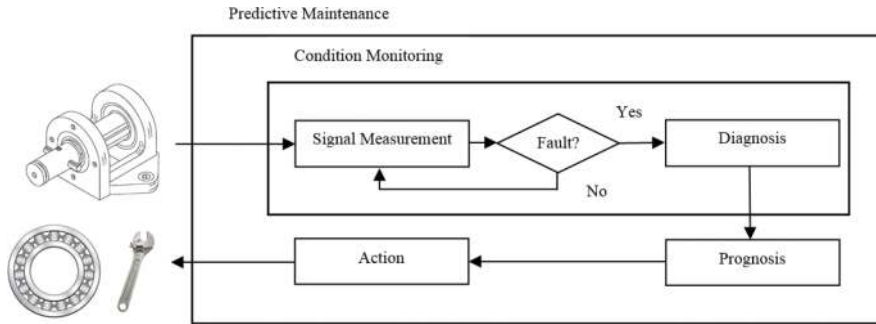 Predictive Maintenance
Condition Monitoring
Signal Measurement
Fault?
Yes
Diagnosis
No
Action
Prognosis